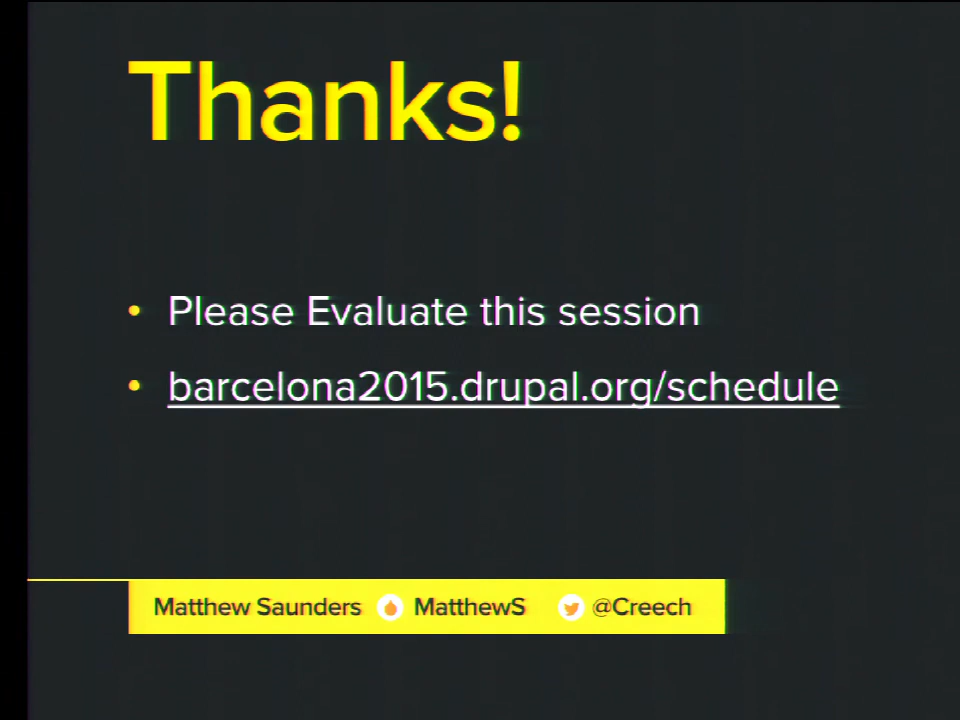 Thanks!
• Please Evaluate this session
• barcelona2015.drupal.org/schedule
Matthew Saunders MatthewS @Creech